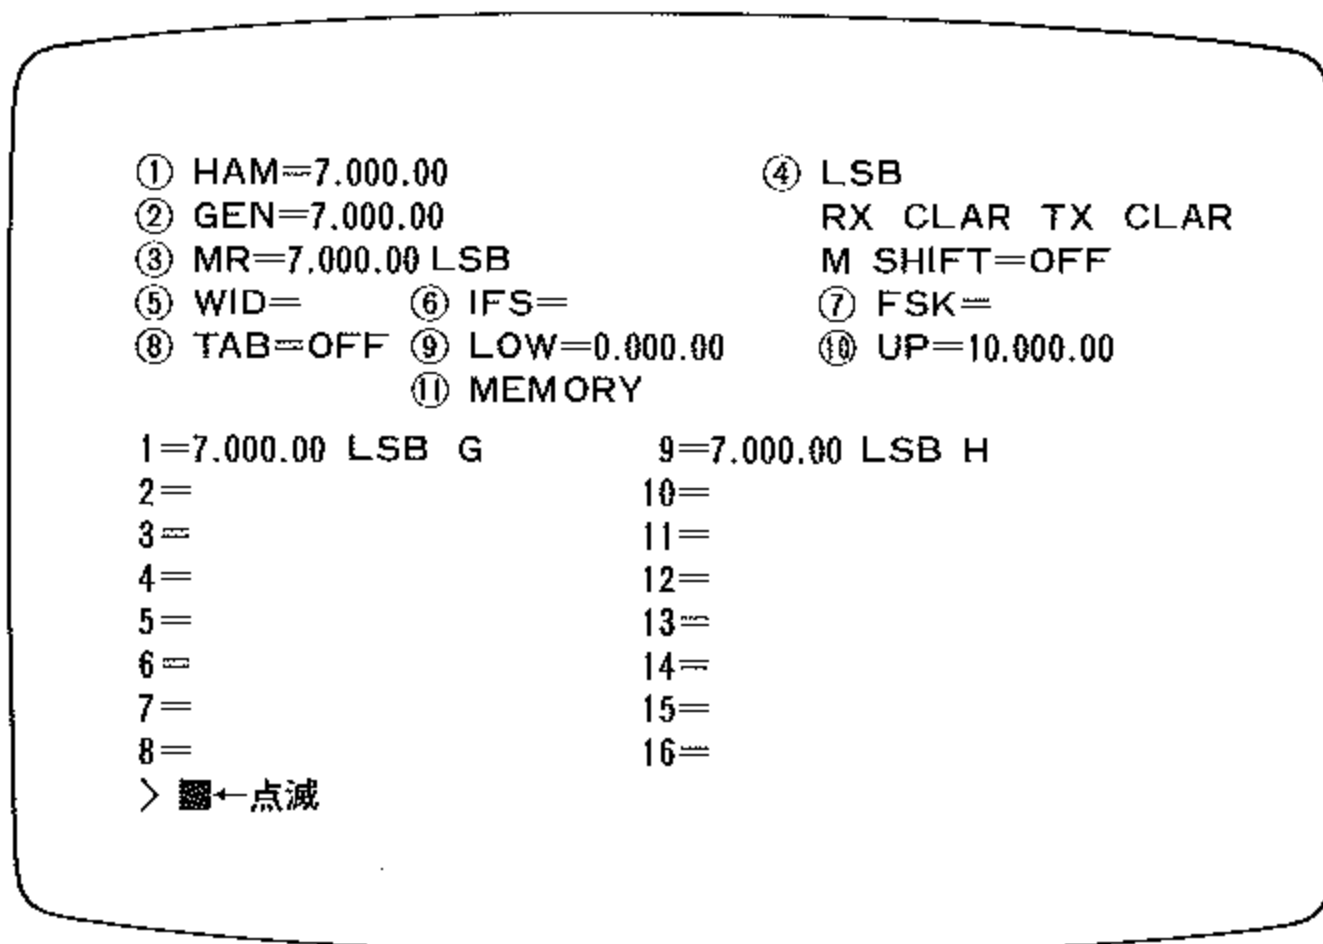 ① HAM=7.000.00 ④ LSB
② GEN=7.000.00 RX CLAR TX CLAR
③ MR=7.000.00 LSB M SHIFT=OFF
⑤ WID= ⑥ IFS= ⑦ FSK=
⑧ TAB=OFF ⑨ LOW=0.000.00 ⑩ UP=10.000.00
⑪ MEMORY
1=7.000.00 LSB G 9=7.000.00 LSB H
2= 10=
3= 11=
4= 12=
5= 13=
6= 14=
7= 15=
8= 16=
> ▩←点滅